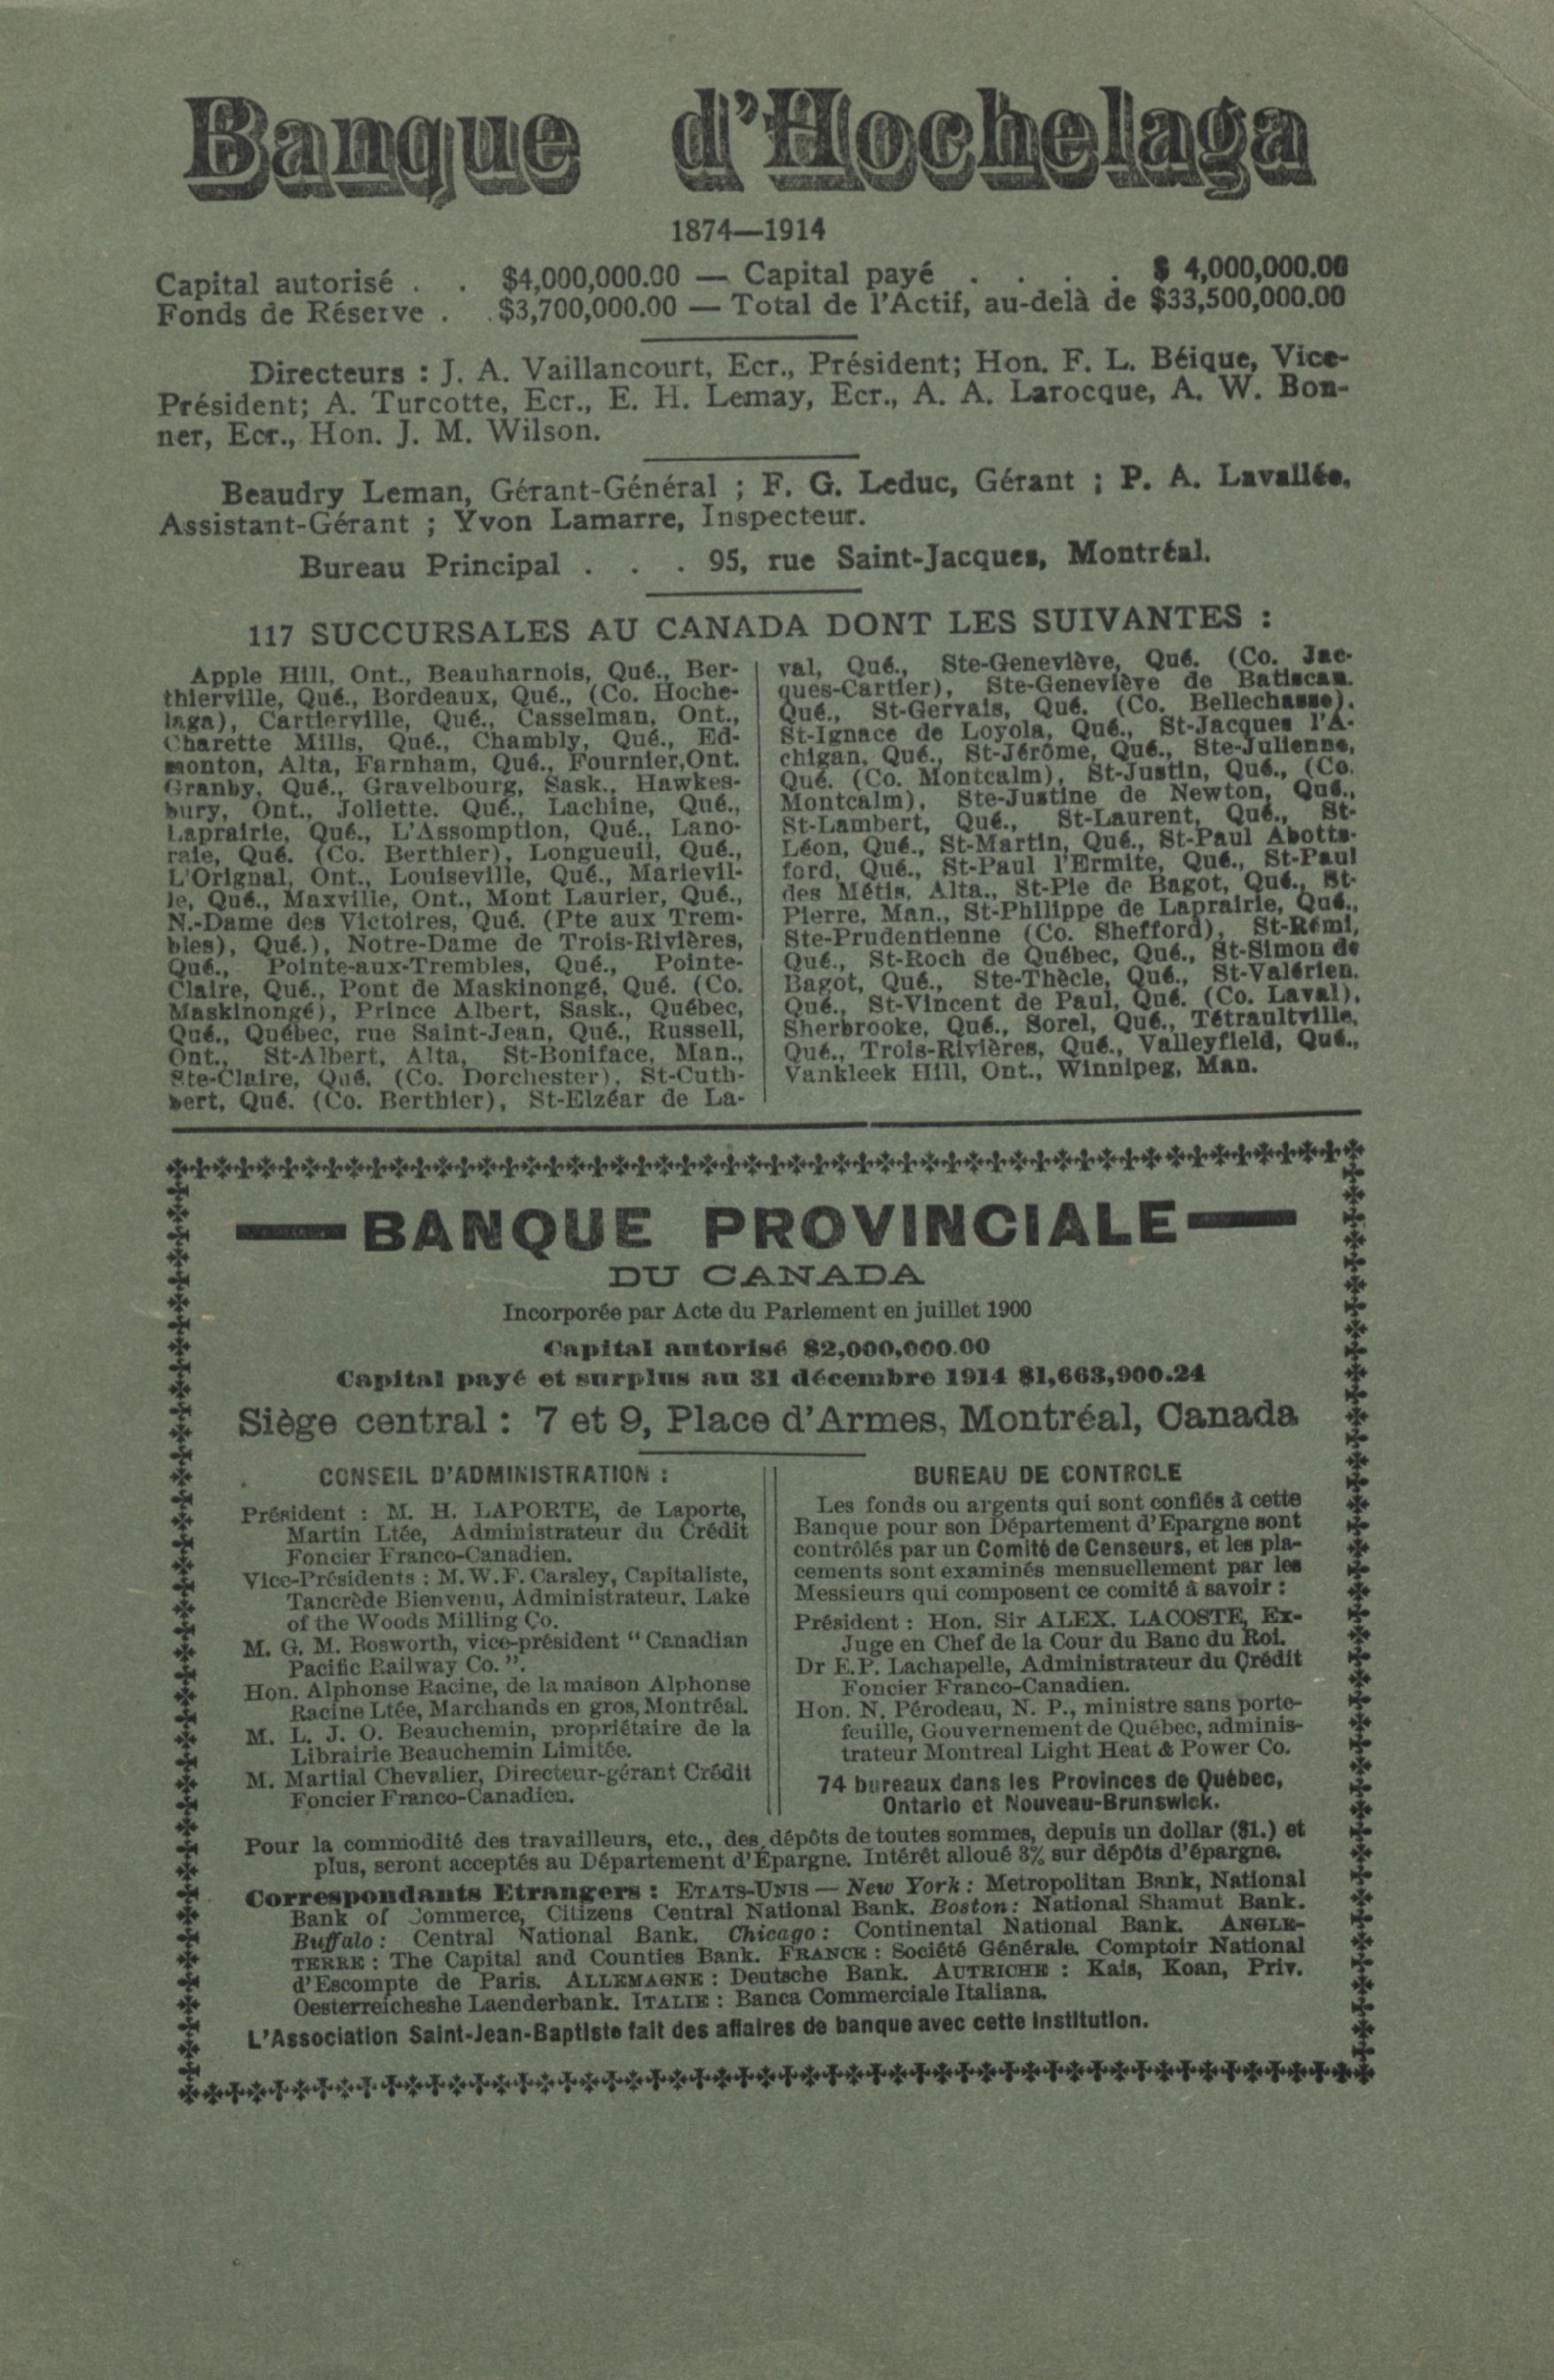 Banque d'Hochelaga
1874—1914
Capital autorisé . . $4,000,000.00 — Capital payé . . . . $ 4,000,000.00
Fonds de Réserve . . $3,700,000.00 — Total de l'Actif, au-delà de $33,500,000.00
Directeurs : J. A. Vaillancourt, Ecr., Président; Hon. F. L. Béique, Vice-
Président; A. Turcotte, Ecr., E. H. Lemay, Ecr., A. A. Larocque, A. W. Bon-
ner, Ecr., Hon. J. M. Wilson.
Beaudry Leman, Gérant-Général ; F. G. Leduc, Gérant ; P. A. Lavallée,
Assistant-Gérant ; Yvon Lamarre, Inspecteur.
Bureau Principal . . . 95, rue Saint-Jacques, Montréal.
117 SUCCURSALES AU CANADA DONT LES SUIVANTES :
Apple Hill, Ont., Beauharnois, Qué., Ber-
thierville, Qué., Bordeaux, Qué., (Co. Hoche-
laga), Cartierville, Qué., Casselman, Ont.,
Charette Mills, Qué., Chambly, Qué., Ed-
monton, Alta, Farnham, Qué., Fournier,Ont.
Granby, Qué., Gravelbourg, Sask., Hawkes-
bury, Ont., Joliette. Qué., Lachine, Qué.,
Laprairie, Qué., L'Assomption, Qué., Lano-
raie, Qué. (Co. Berthier), Longueuil, Qué.,
L'Orignal, Ont., Louiseville, Qué., Marievil-
le, Qué., Maxville, Ont., Mont Laurier, Qué.,
N.-Dame des Victoires, Qué. (Pte aux Trem-
bles), Qué.), Notre-Dame de Trois-Rivières,
Qué., Pointe-aux-Trembles, Qué., Pointe-
Claire, Qué., Pont de Maskinongé, Qué. (Co.
Maskinongé), Prince Albert, Sask., Québec,
Qué., Québec, rue Saint-Jean, Qué., Russell,
Ont., St-Albert, Alta, St-Boniface, Man.,
Ste-Claire, Qué. (Co. Dorchester), St-Cuth-
bert, Qué. (Co. Berthier), St-Elzéar de La-
val, Qué., Ste-Geneviève, Qué. (Co. Jac-
ques-Cartier), Ste-Geneviève de Batiscan.
Qué., St-Gervais, Qué. (Co. Bellechasse).
St-Ignace de Loyola, Qué., St-Jacques l'A-
chigan, Qué., St-Jérôme, Qué., Ste-Julienne,
Qué. (Co. Montcalm), St-Justin, Qué., (Co.
Montcalm), Ste-Justine de Newton, Qué.,
St-Lambert, Qué., St-Laurent, Qué., St-
Léon, Qué., St-Martin, Qué., St-Paul Abotts-
ford, Qué., St-Paul l'Ermite, Qué., St-Paul
des Métis, Alta., St-Pie de Bagot, Qué., St-
Pierre, Man., St-Philippe de Laprairie, Qué.,
Ste-Prudentienne (Co. Shefford), St-Rémi,
Qué., St-Roch de Québec, Qué., St-Simon de
Bagot, Qué., Ste-Thècle, Qué., St-Valérien.
Qué., St-Vincent de Paul, Qué. (Co. Laval),
Sherbrooke, Qué., Sorel, Qué., Tétraultville,
Qué., Trois-Rivières, Qué., Valleyfield, Qué.,
Vankleek Hill, Ont., Winnipeg, Man.
BANQUE PROVINCIALE
DU CANADA
Incorporée par Acte du Parlement en juillet 1900
Capital autorisé $2,000,000.00
Capital payé et surplus au 31 décembre 1914 $1,663,900.24
Siège central : 7 et 9, Place d'Armes, Montréal, Canada
CONSEIL D'ADMINISTRATION :
Président : M. H. LAPORTE, de Laporte,
Martin Ltée, Administrateur du Crédit
Foncier Franco-Canadien.
Vice-Présidents : M. W. F. Carsley, Capitaliste,
Tancrède Bienvenu, Administrateur. Lake
of the Woods Milling Co.
M. G. M. Bosworth, vice-président "Canadian
Pacific Railway Co.".
Hon. Alphonse Racine, de la maison Alphonse
Racine Ltée, Marchands en gros, Montréal.
M. L. J. O. Beauchemin, propriétaire de la
Librairie Beauchemin Limitée.
M. Martial Chevalier, Directeur-gérant Crédit
Foncier Franco-Canadien.
BUREAU DE CONTROLE
Les fonds ou argents qui sont confiés à cette
Banque pour son Département d'Epargne sont
contrôlés par un Comité de Censeurs, et les pla-
cements sont examinés mensuellement par les
Messieurs qui composent ce comité à savoir :
Président : Hon. Sir ALEX. LACOSTE, Ex-
Juge en Chef de la Cour du Banc du Roi.
Dr E. P. Lachapelle, Administrateur du Crédit
Foncier Franco-Canadien.
Hon. N. Pérodeau, N. P., ministre sans porte-
feuille, Gouvernement de Québec, adminis-
trateur Montreal Light Heat & Power Co.
74 bureaux dans les Provinces de Québec,
Ontario et Nouveau-Brunswick.
Pour la commodité des travailleurs, etc., des dépôts de toutes sommes, depuis un dollar ($1.) et
plus, seront acceptés au Département d'Épargne. Intérêt alloué 3% sur dépôts d'épargne.
Correspondants Etrangers : ETATS-UNIS — New York : Metropolitan Bank, National
Bank of Commerce, Citizens Central National Bank. Boston : National Shamut Bank.
Buffalo : Central National Bank. Chicago : Continental National Bank. ANGLE-
TERRE : The Capital and Counties Bank. FRANCE : Société Générale. Comptoir National
d'Escompte de Paris. ALLEMAGNE : Deutsche Bank. AUTRICHE : Kais, Koan, Priv.
Oesterreicheshe Laenderbank. ITALIE : Banca Commerciale Italiana.
L'Association Saint-Jean-Baptiste fait des affaires de banque avec cette institution.